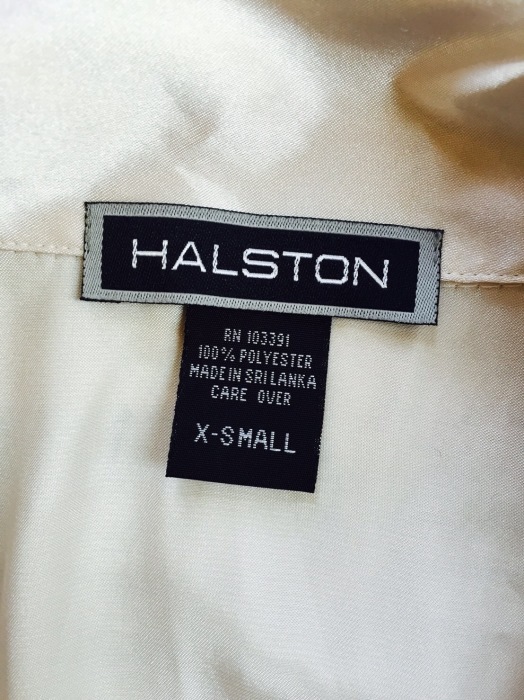 HALSTON
RN 103391
100% POLYESTER
MADE IN SRI LANKA
CARE OVER
X-SMALL